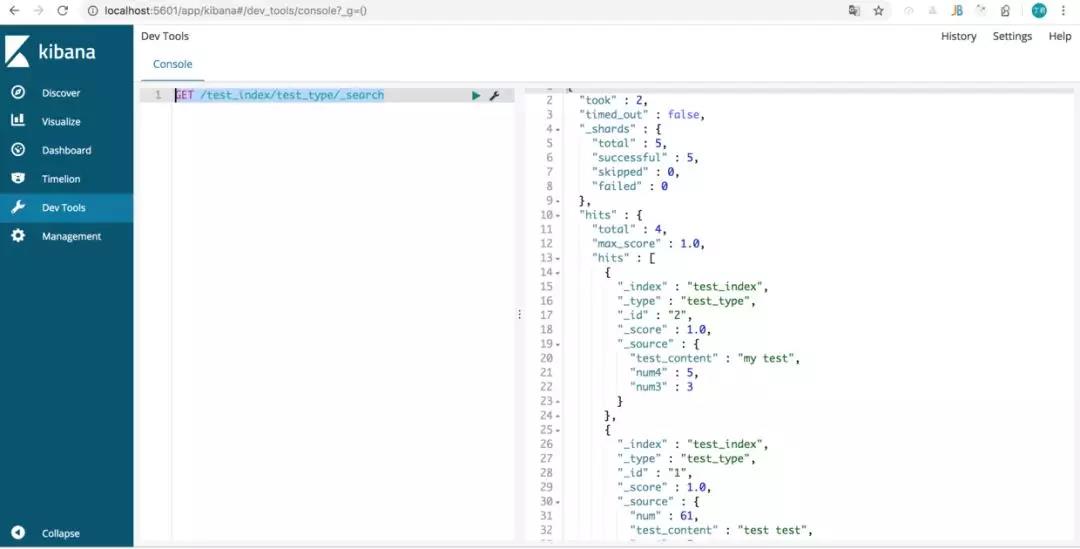 localhost:5601/app/kibana#/dev_tools/console?_g=()
JB
kibana
Discover
Visualize
Dashboard
Timelion
Dev Tools
Management
Collapse
Dev Tools
History Settings Help
Console
1 GET /test_index/test_type/_search
2 "took" : 2,
3 "timed_out" : false,
4 "_shards" : {
5 "total" : 5,
6 "successful" : 5,
7 "skipped" : 0,
8 "failed" : 0
9 },
10 "hits" : {
11 "total" : 4,
12 "max_score" : 1.0,
13 "hits" : [
14 {
15 "_index" : "test_index",
16 "_type" : "test_type",
17 "_id" : "2",
18 "_score" : 1.0,
19 "_source" : {
20 "test_content" : "my test",
21 "num4" : 5,
22 "num3" : 3
23 }
24 },
25 {
26 "_index" : "test_index",
27 "_type" : "test_type",
28 "_id" : "1",
29 "_score" : 1.0,
30 "_source" : {
31 "num" : 61,
32 "test_content" : "test test",